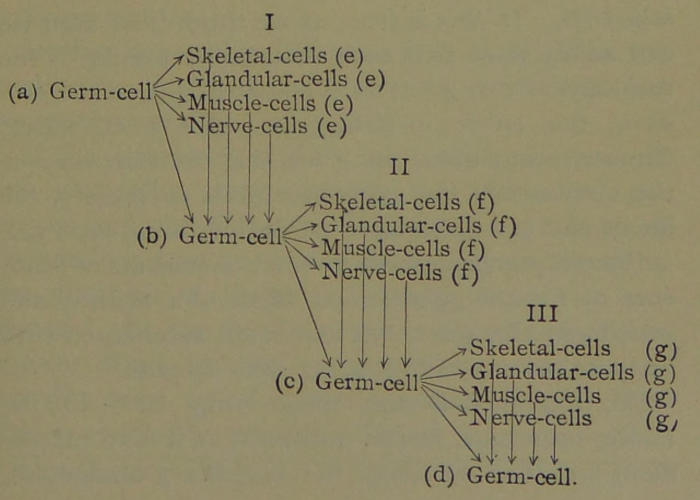 I
Skeletal-cells (e)
Glandular-cells (e)
(a) Germ-cell
Muscle-cells (e)
Nerve-cells (e)
II
Skeletal-cells (f)
Glandular-cells (f)
(b) Germ-cell
Muscle-cells (f)
Nerve-cells (f)
III
Skeletal-cells (g)
Glandular-cells (g)
(c) Germ-cell
Muscle-cells (g)
Nerve-cells (g,
(d) Germ-cell.